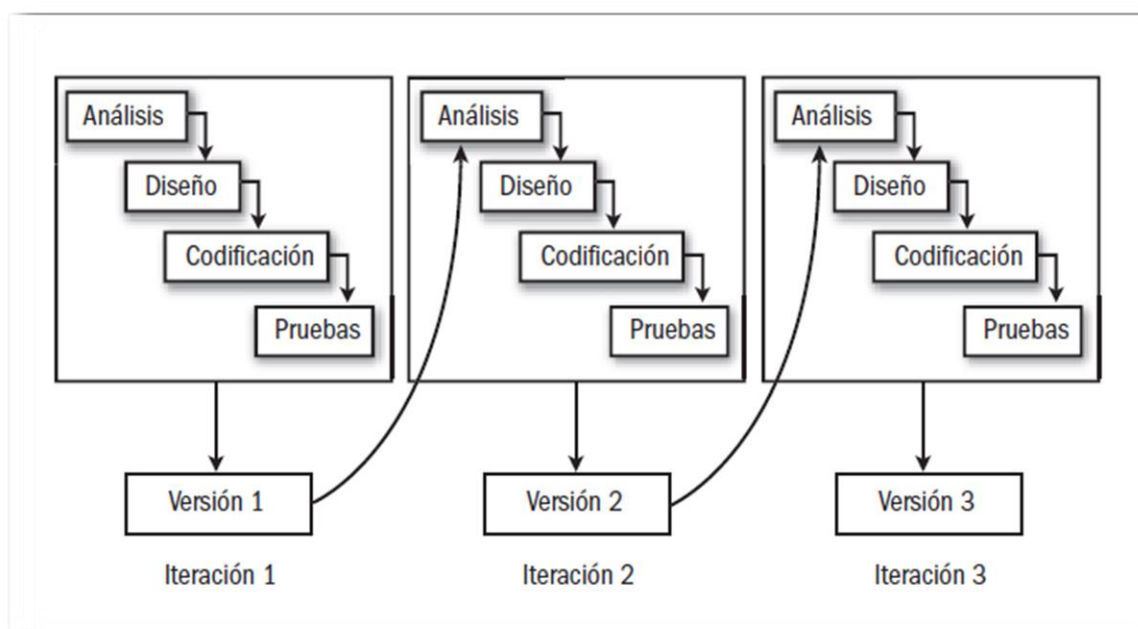 Análisis
Diseño
Codificación
Pruebas
Análisis
Diseño
Codificación
Pruebas
Análisis
Diseño
Codificación
Pruebas
Versión 1
Versión 2
Versión 3
Iteración 1
Iteración 2
Iteración 3